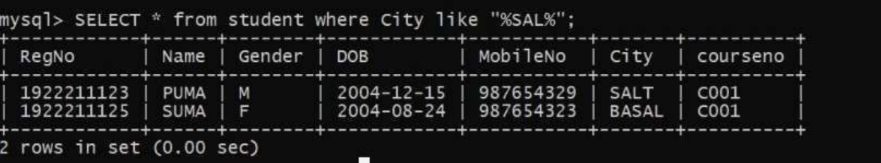 mysql> SELECT * from student where City like "%SAL%";
+------------+------+--------+------------+-----------+-------+----------+
| RegNo | Name | Gender | DOB | MobileNo | City | courseno |
+------------+------+--------+------------+-----------+-------+----------+
| 1922211123 | PUMA | M | 2004-12-15 | 987654329 | SALT | C001 |
| 1922211125 | SUMA | F | 2004-08-24 | 987654323 | BASAL | C001 |
+------------+------+--------+------------+-----------+-------+----------+
2 rows in set (0.00 sec)